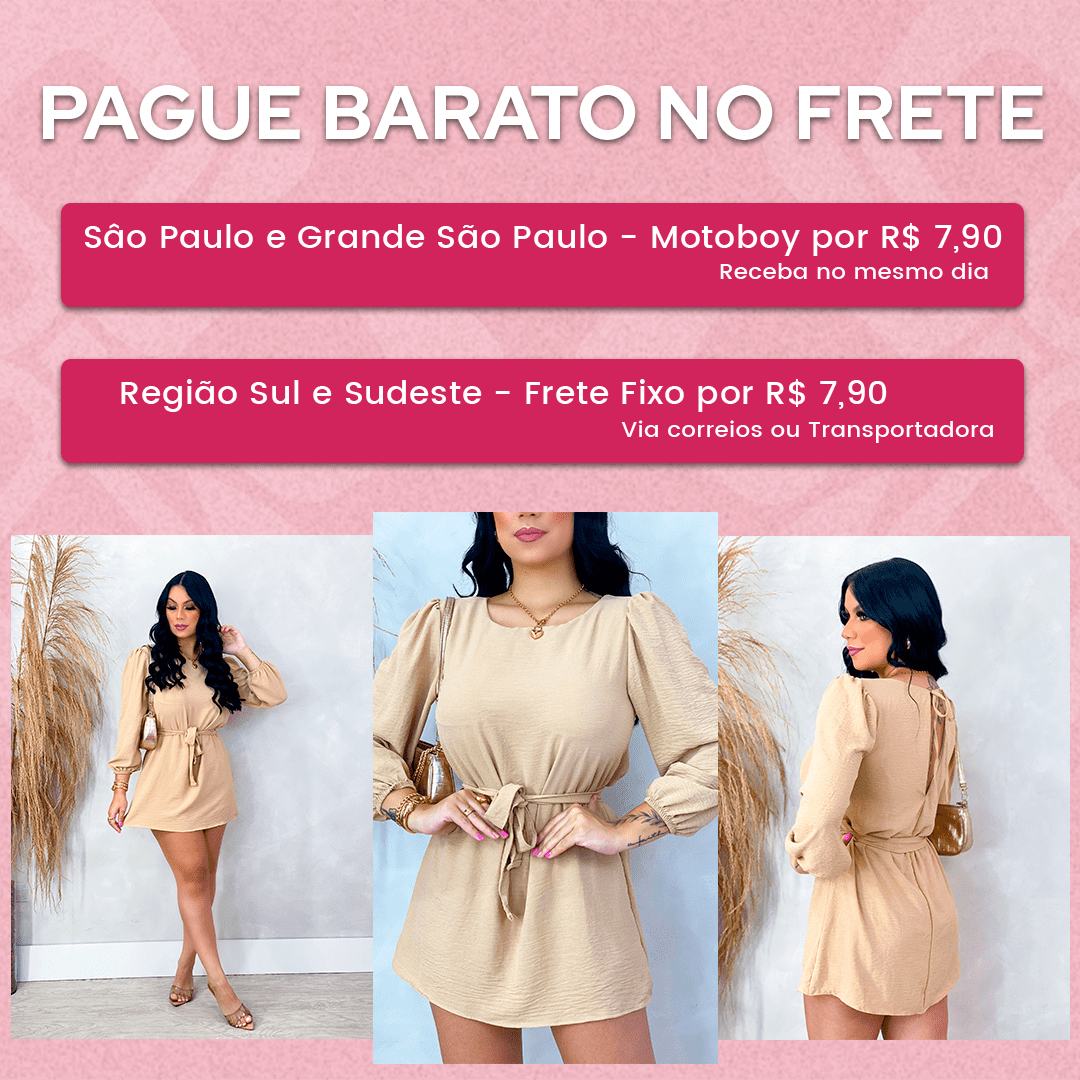 PAGUE BARATO NO FRETE
Sâo Paulo e Grande São Paulo - Motoboy por R$ 7,90
Receba no mesmo dia
Região Sul e Sudeste - Frete Fixo por R$ 7,90
Via correios ou Transportadora